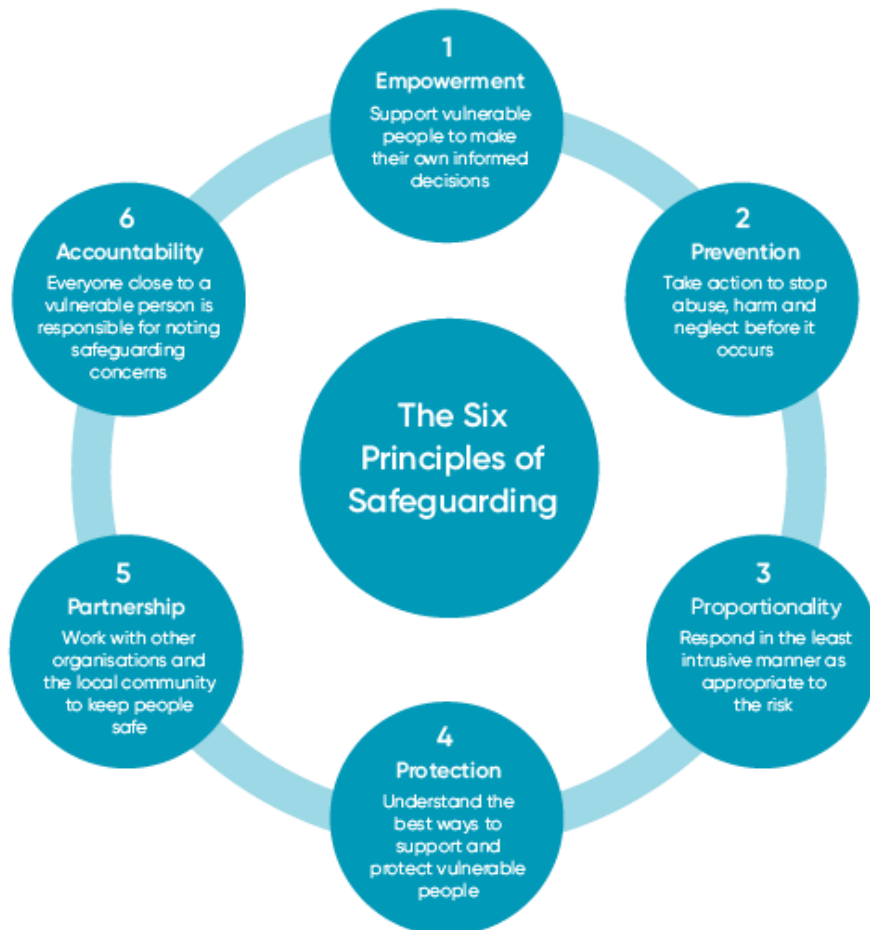 1
Empowerment
Support vulnerable
people to make
their own informed
decisions
2
Prevention
Take action to stop
abuse, harm and
neglect before it
occurs
3
Proportionality
Respond in the least
intrusive manner as
appropriate to
the risk
4
Protection
Understand the
best ways to
support and
protect vulnerable
people
5
Partnership
Work with other
organisations and
the local community
to keep people
safe
6
Accountability
Everyone close to a
vulnerable person is
responsible for noting
safeguarding
concerns
The Six
Principles of
Safeguarding